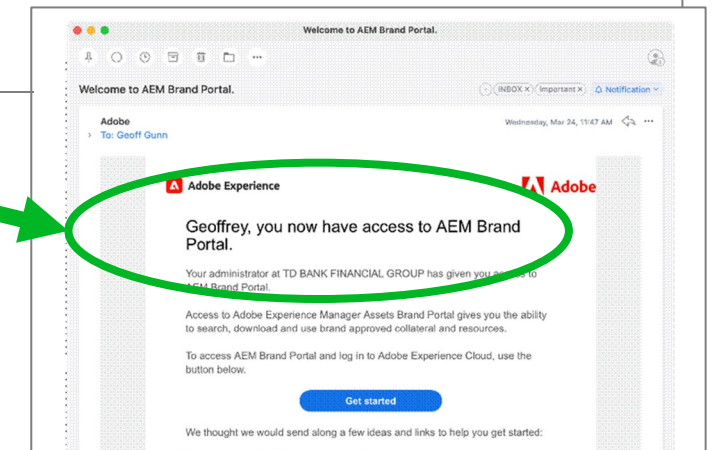 Welcome to AEM Brand Portal.
Welcome to AEM Brand Portal.
INBOX × Important × Notification
Adobe
Wednesday, Mar 24, 11:47 AM
To: Geoff Gunn
Adobe Experience
Adobe
Geoffrey, you now have access to AEM Brand
Portal.
Your administrator at TD BANK FINANCIAL GROUP has given you access to
AEM Brand Portal.
Access to Adobe Experience Manager Assets Brand Portal gives you the ability
to search, download and use brand approved collateral and resources.
To access AEM Brand Portal and log in to Adobe Experience Cloud, use the
button below.
Get started
We thought we would send along a few ideas and links to help you get started: